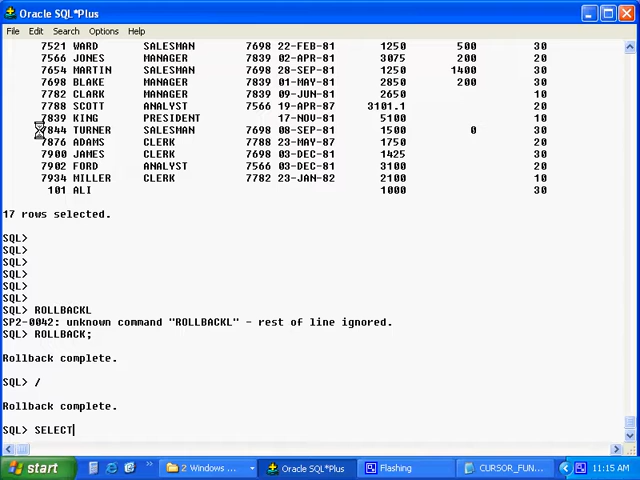 Oracle SQL*Plus
File Edit Search Options Help
7521 WARD SALESMAN 7698 22-FEB-81 1250 500 30
7566 JONES MANAGER 7839 02-APR-81 3075 200 20
7654 MARTIN SALESMAN 7698 28-SEP-81 1250 1400 30
7698 BLAKE MANAGER 7839 01-MAY-81 2850 200 30
7782 CLARK MANAGER 7839 09-JUN-81 2650 10
7788 SCOTT ANALYST 7566 19-APR-87 3101.1 20
7839 KING PRESIDENT 17-NOV-81 5100 10
7844 TURNER SALESMAN 7698 08-SEP-81 1500 0 30
7876 ADAMS CLERK 7788 23-MAY-87 1750 20
7900 JAMES CLERK 7698 03-DEC-81 1425 30
7902 FORD ANALYST 7566 03-DEC-81 3100 20
7934 MILLER CLERK 7782 23-JAN-82 2100 10
101 ALI 1000 30
17 rows selected.
SQL>
SQL>
SQL>
SQL>
SQL>
SQL>
SQL> ROLLBACKL
SP2-0042: unknown command "ROLLBACKL" - rest of line ignored.
SQL> ROLLBACK;
Rollback complete.
SQL> /
Rollback complete.
SQL> SELECT
start 2 Windows ... Oracle SQL*Plus Flashing CURSOR_FUN... 11:15 AM